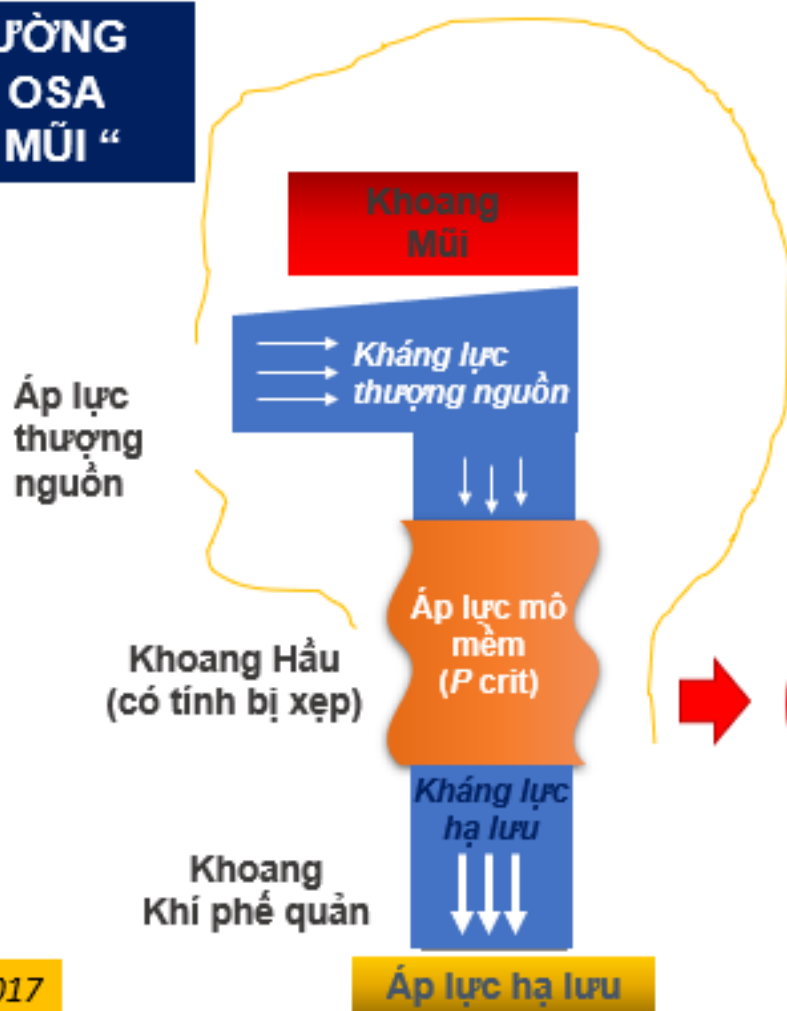 ƯỜNG
OSA
MŨI “
Khoang
Mũi
Kháng lực
thượng nguồn
Áp lực
thượng
nguồn
Áp lực mô
mềm
(P crit)
Khoang Hầu
(có tính bị xẹp)
Kháng lực
hạ lưu
Khoang
Khí phế quản
017
Áp lực hạ lưu